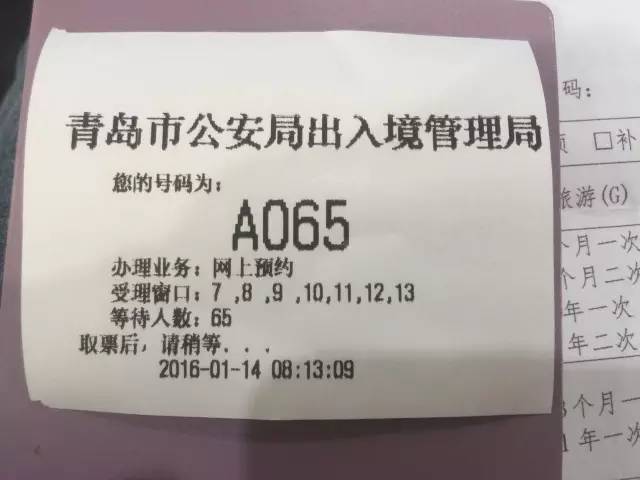 青岛市公安局出入境管理局
您的号码为:
A065
办理业务: 网上预约
受理窗口: 7 ,8 ,9 ,10,11,12,13
等待人数: 65
取票后, 请稍等...
2016-01-14 08:13:09
码:
□补
旅游(G)
个月一次
个月二次
年一次
年二次
3个月一
1年一次